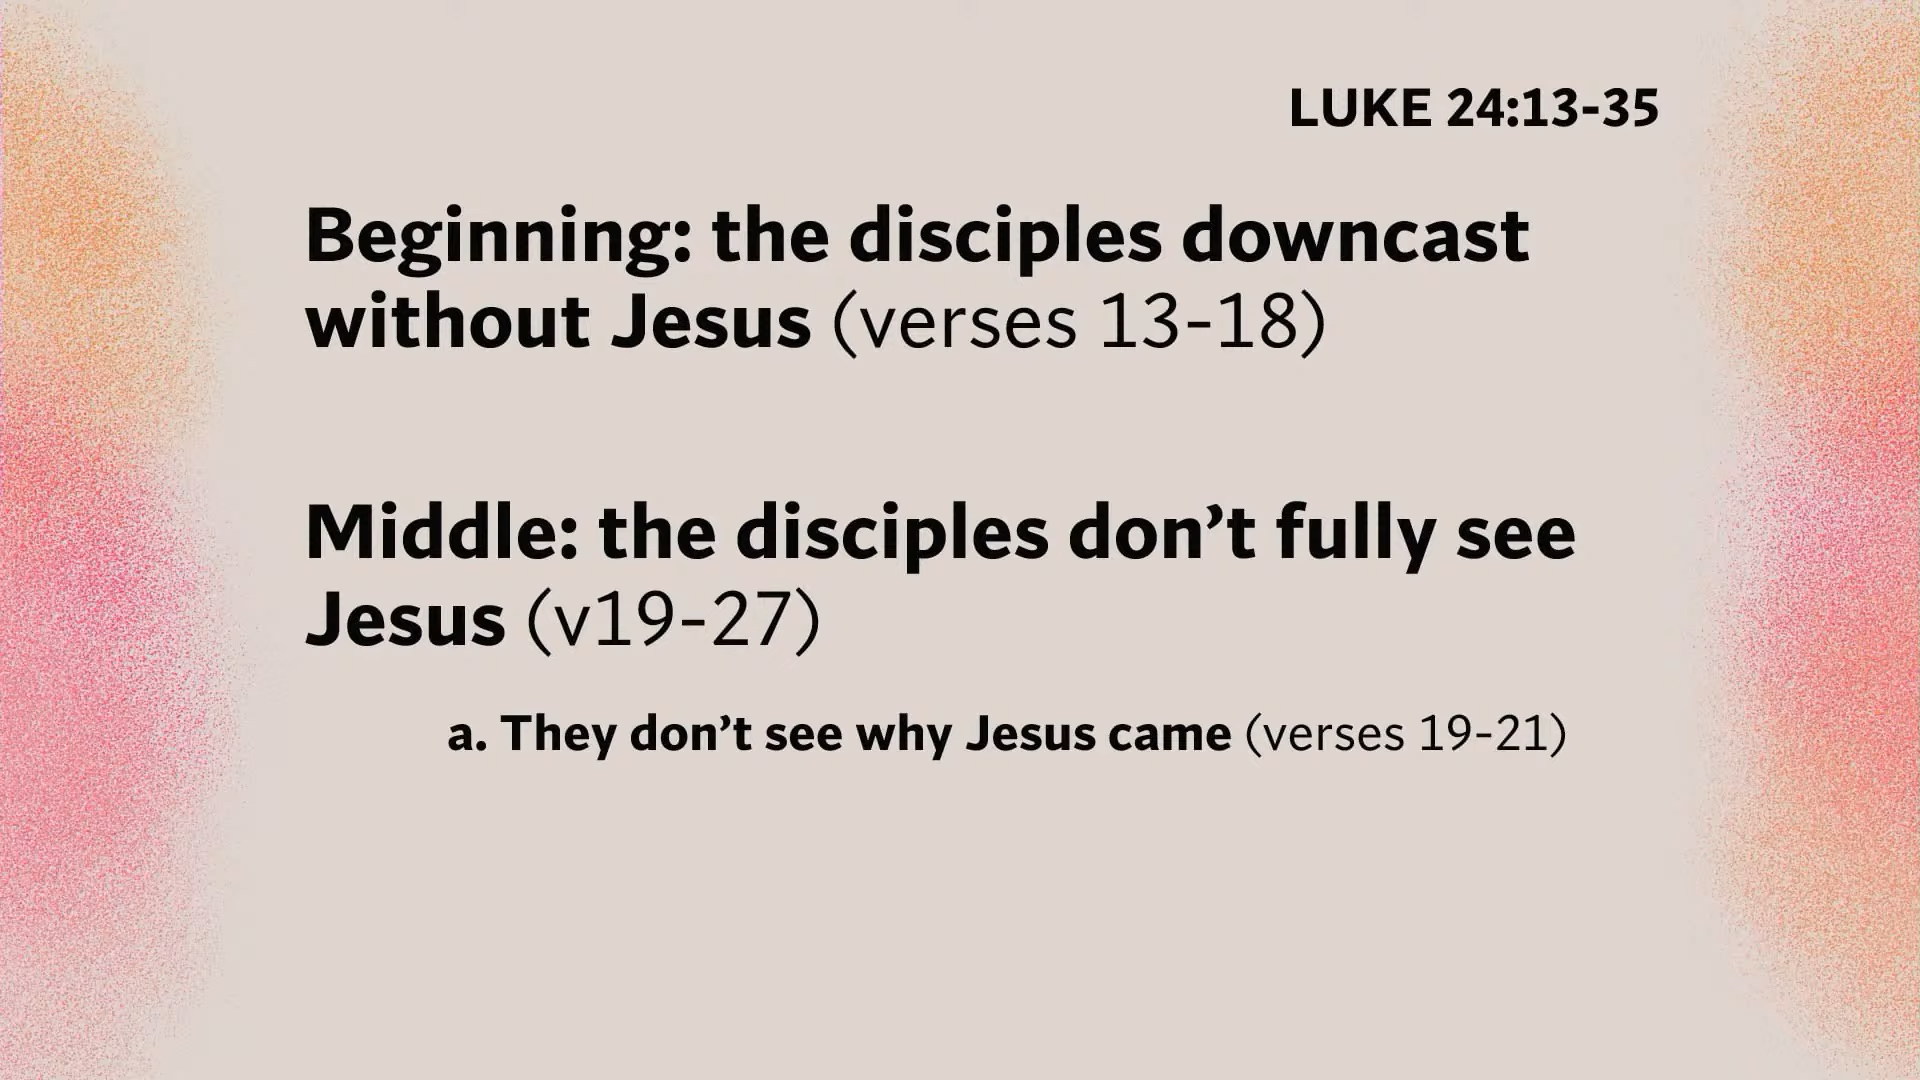 LUKE 24:13-35
Beginning: the disciples downcast
without Jesus (verses 13-18)
Middle: the disciples don’t fully see
Jesus (v19-27)
a. They don’t see why Jesus came (verses 19-21)